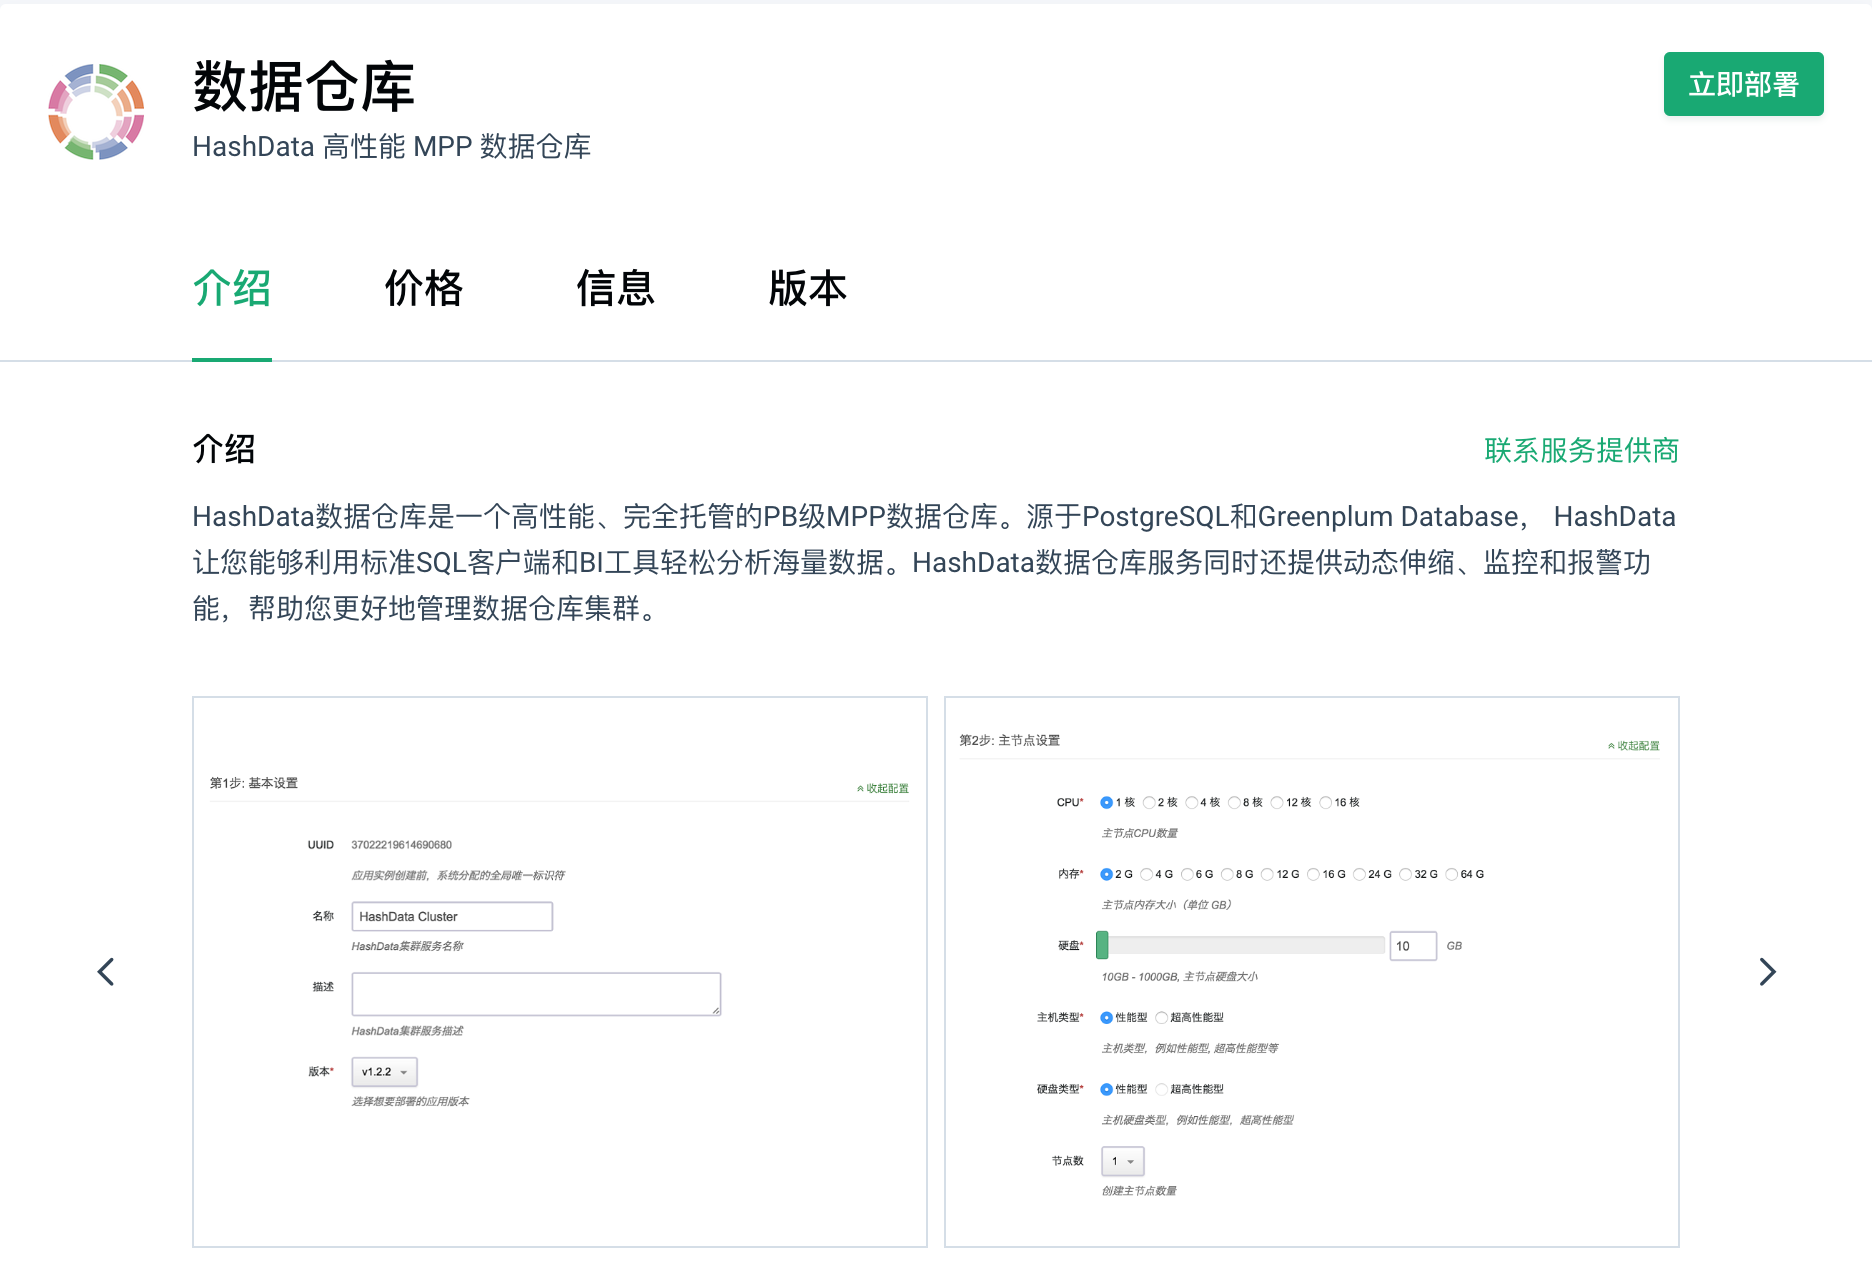 数据仓库
立即部署
HashData 高性能 MPP 数据仓库
介绍
价格
信息
版本
介绍
联系服务提供商
HashData数据仓库是一个高性能、完全托管的PB级MPP数据仓库。源于PostgreSQL和Greenplum Database， HashData
让您能够利用标准SQL客户端和BI工具轻松分析海量数据。HashData数据仓库服务同时还提供动态伸缩、监控和报警功
能，帮助您更好地管理数据仓库集群。
第1步: 基本设置
收起配置
UUID 37022219614690680
应用实例创建前，系统分配的全局唯一标识符
名称 HashData Cluster
HashData集群服务名称
描述
HashData集群服务描述
版本* v1.2.2
选择想要部署的应用版本
第2步: 主节点设置
收起配置
CPU* 1 核 2 核 4 核 8 核 12 核 16 核
主节点CPU数量
内存* 2 G 4 G 6 G 8 G 12 G 16 G 24 G 32 G 64 G
主节点内存大小（单位 GB）
硬盘* 10 GB
10GB - 1000GB, 主节点硬盘大小
主机类型* 性能型 超高性能型
主机类型，例如性能型, 超高性能型等
硬盘类型* 性能型 超高性能型
主机硬盘类型，例如性能型，超高性能型
节点数 1
创建主节点数量